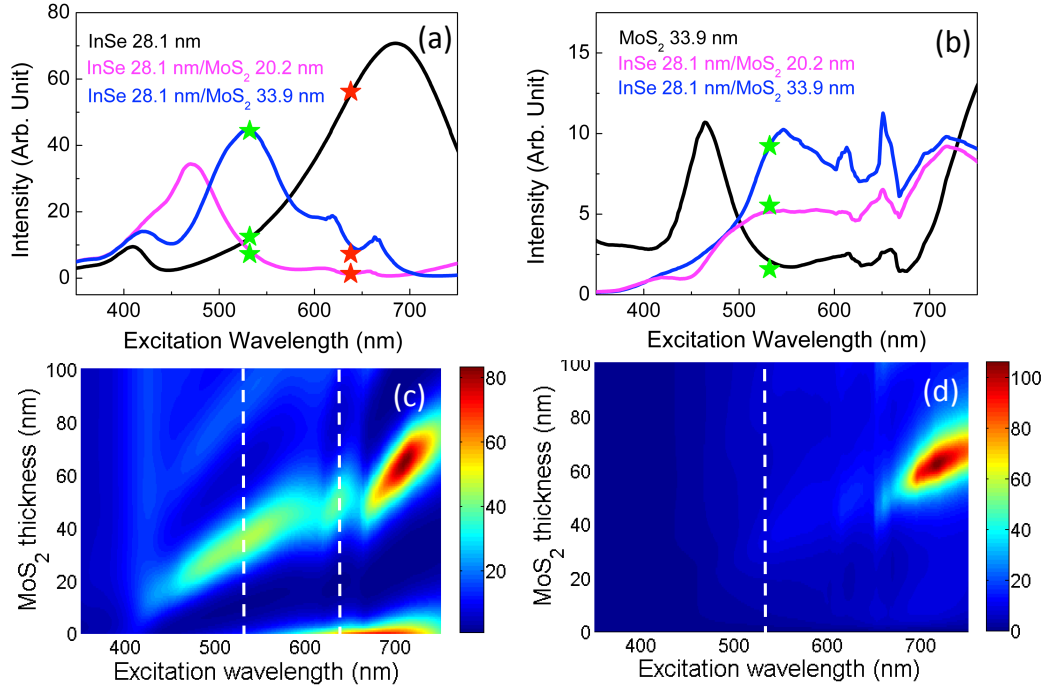 (a)
InSe 28.1 nm
InSe 28.1 nm/MoS2 20.2 nm
InSe 28.1 nm/MoS2 33.9 nm
80
60
40
20
0
Intensity (Arb. Unit)
400 500 600 700
Excitation Wavelength (nm)
(b)
MoS2 33.9 nm
InSe 28.1 nm/MoS2 20.2 nm
InSe 28.1 nm/MoS2 33.9 nm
15
10
5
0
Intensity (Arb. Unit)
400 500 600 700
Excitation Wavelength (nm)
(c)
100
80
60
40
20
0
MoS2 thickness (nm)
400 500 600 700
Excitation wavelength (nm)
80
60
40
20
(d)
100
80
60
40
20
0
MoS2 thickness (nm)
400 500 600 700
Excitation wavelength (nm)
100
80
60
40
20
0